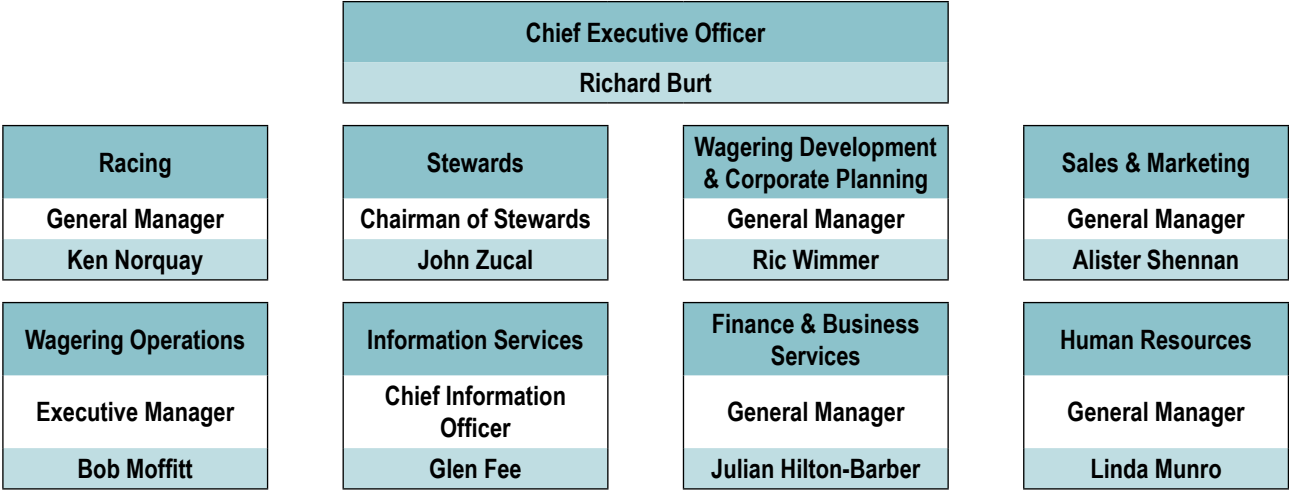 Chief Executive Officer
Richard Burt
Racing
General Manager
Ken Norquay
Stewards
Chairman of Stewards
John Zucal
Wagering Development
& Corporate Planning
General Manager
Ric Wimmer
Sales & Marketing
General Manager
Alister Shennan
Wagering Operations
Executive Manager
Bob Moffitt
Information Services
Chief Information
Officer
Glen Fee
Finance & Business
Services
General Manager
Julian Hilton-Barber
Human Resources
General Manager
Linda Munro